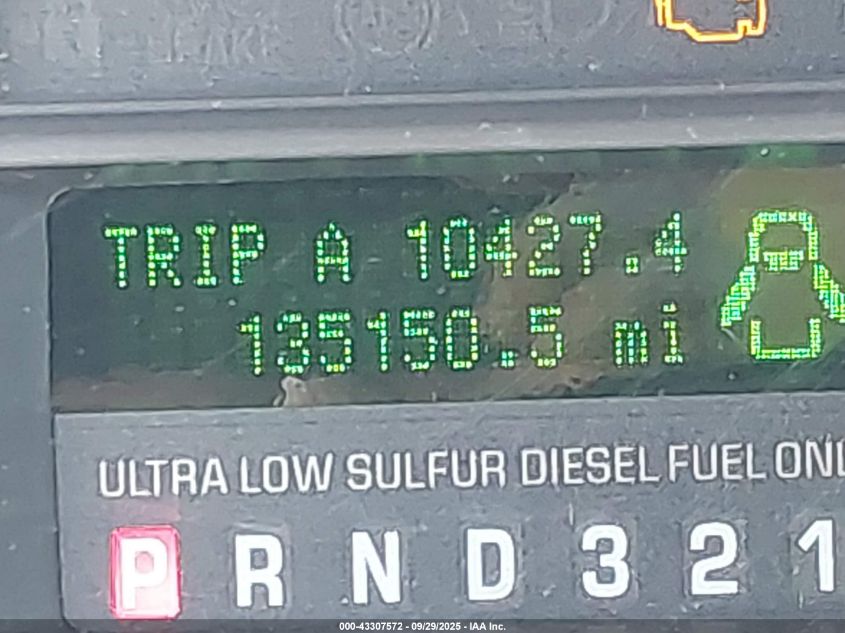 BRAKE
TRIP A 10427.4
135150.5 mi
ULTRA LOW SULFUR DIESEL FUEL ONL
P R N D 3 2 1
000-43307572 - 09/29/2025 - IAA Inc.